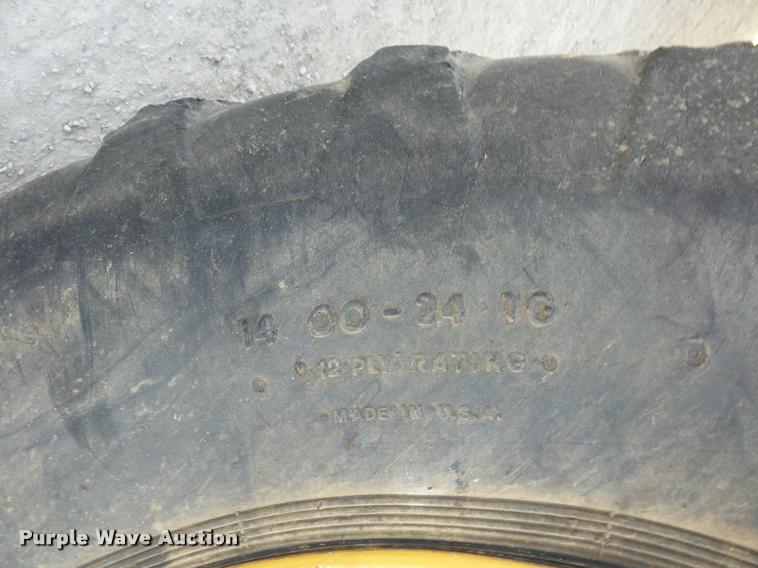 14 00-24 TG
12 PLY RATING
MADE IN U.S.A.
Purple Wave Auction